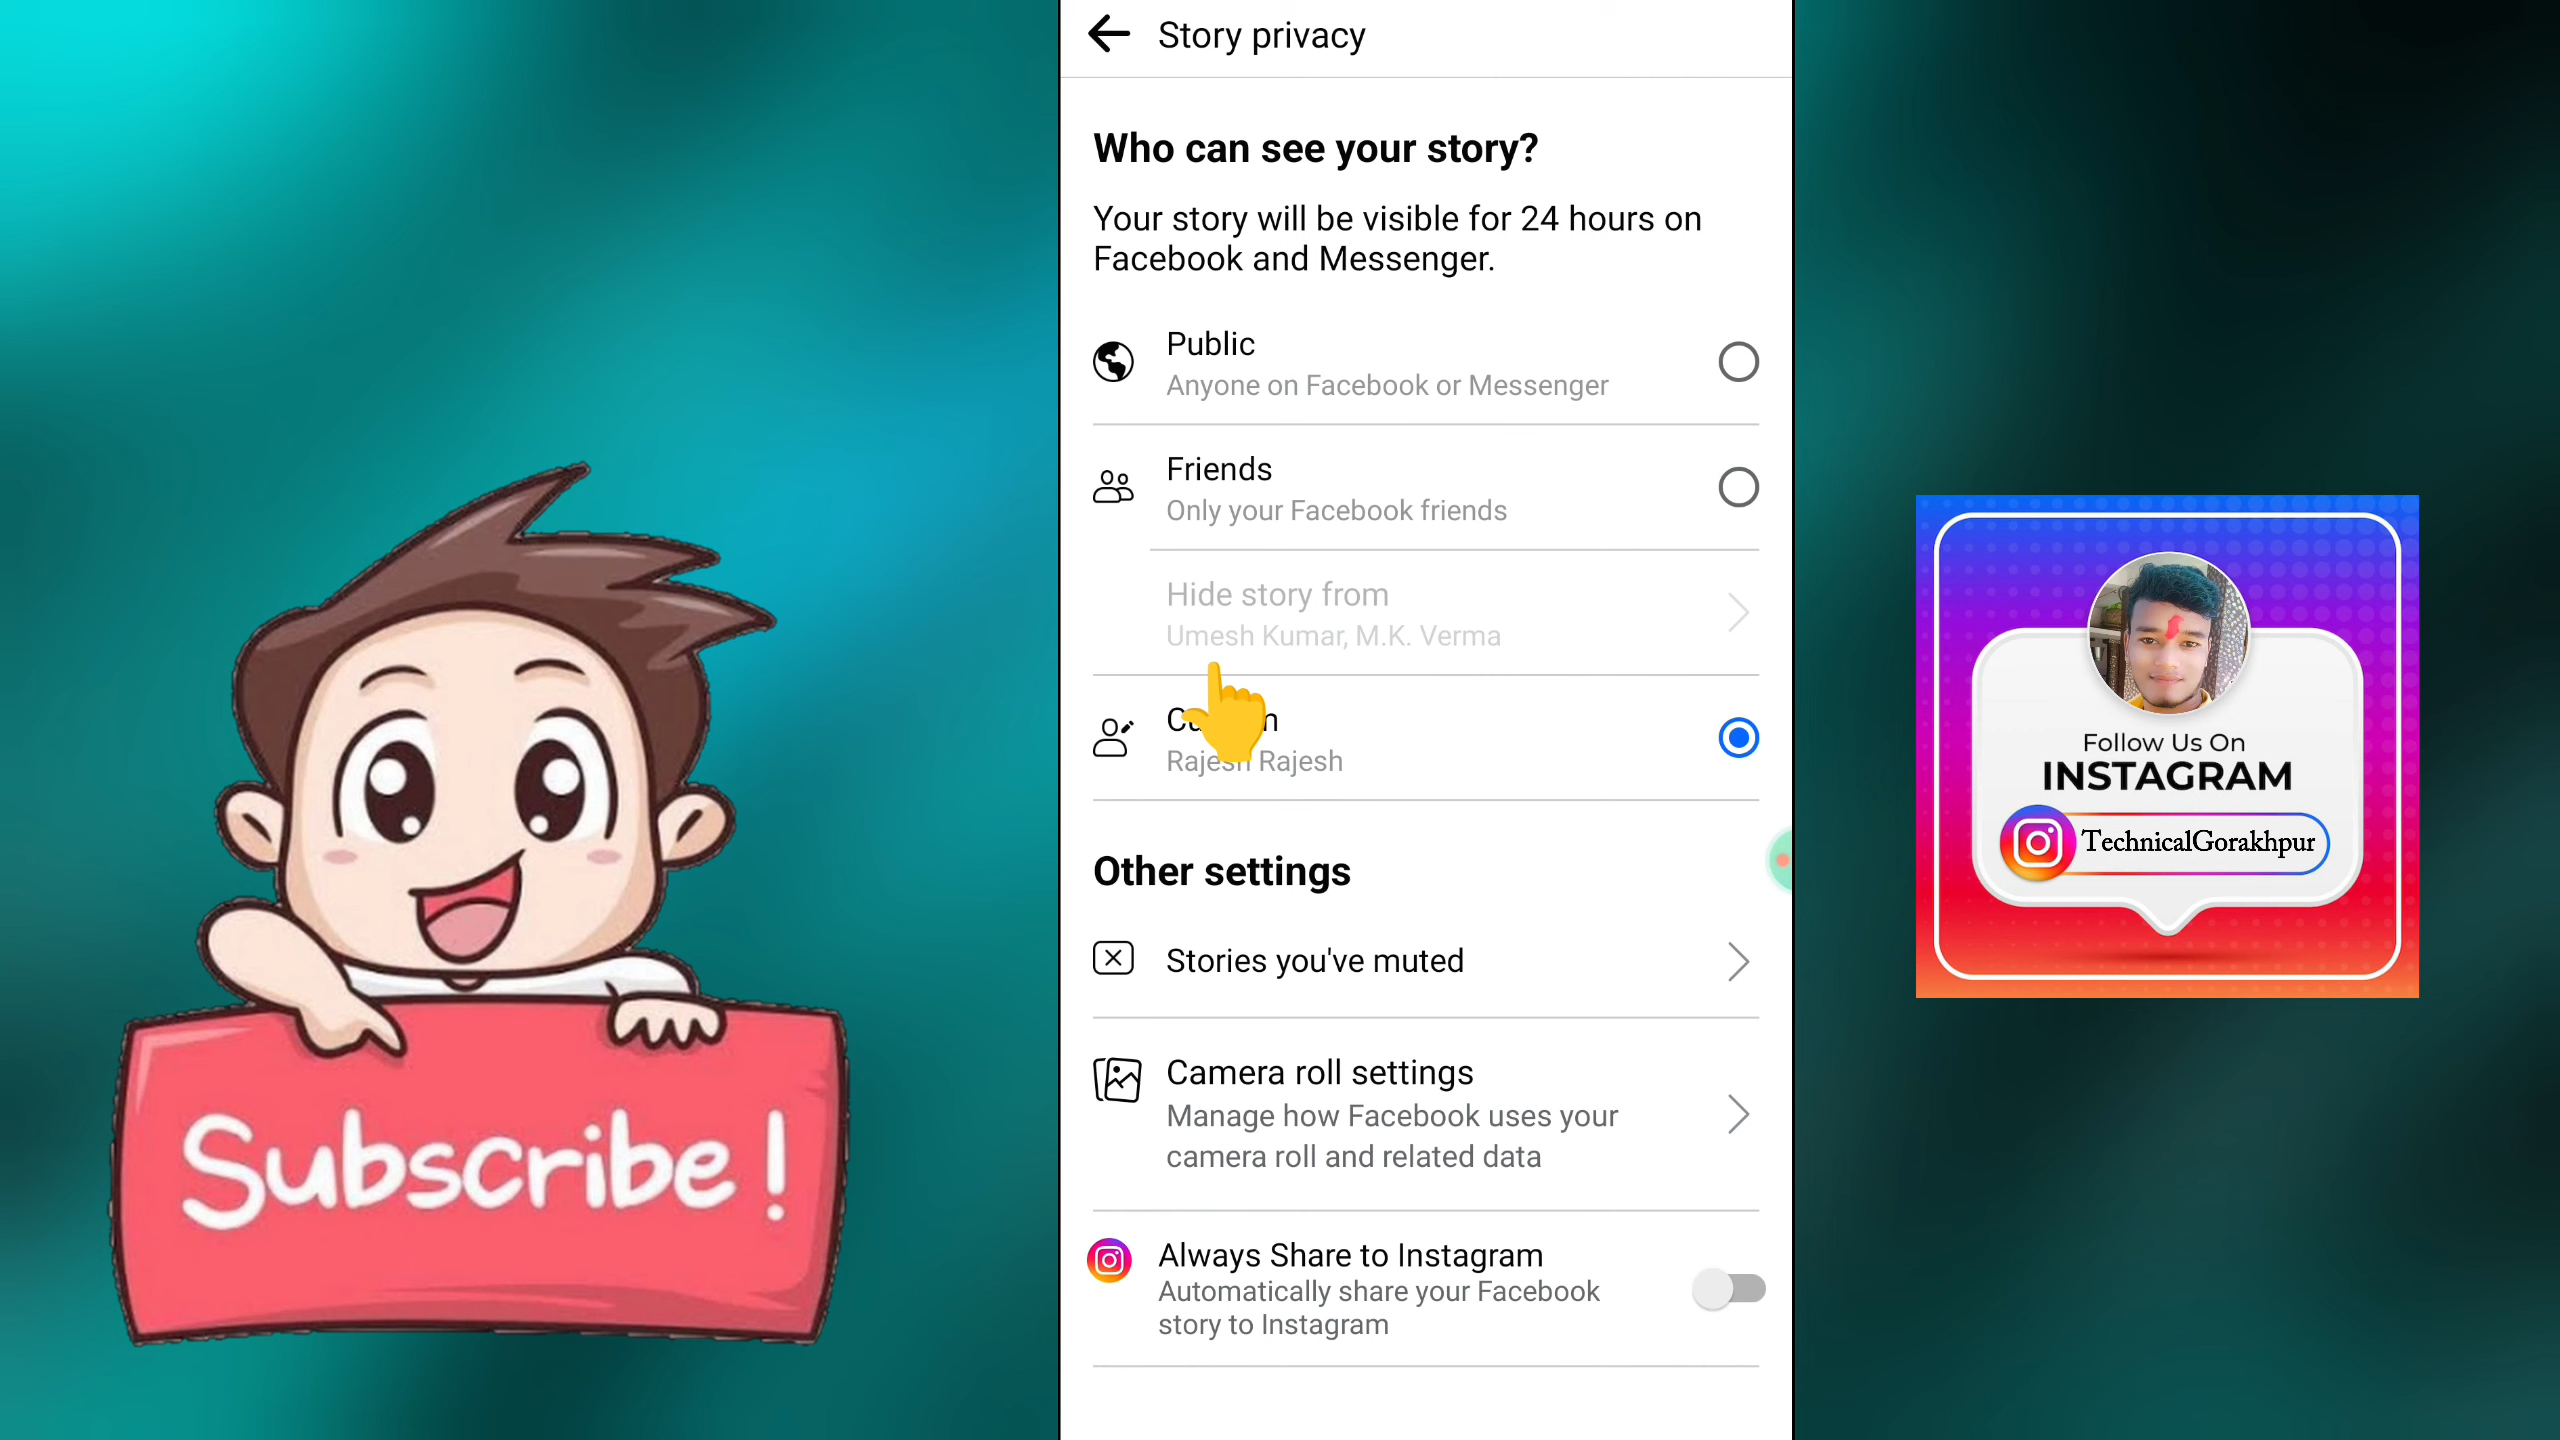 Story privacy
Who can see your story?
Your story will be visible for 24 hours on
Facebook and Messenger.
Public
Anyone on Facebook or Messenger
Friends
Only your Facebook friends
Hide story from
Umesh Kumar, M.K. Verma
Rajesh Rajesh
Other settings
Stories you've muted
Camera roll settings
Manage how Facebook uses your
camera roll and related data
Always Share to Instagram
Automatically share your Facebook
story to Instagram
Subscribe !
Follow Us On
INSTAGRAM
TechnicalGorakhpur